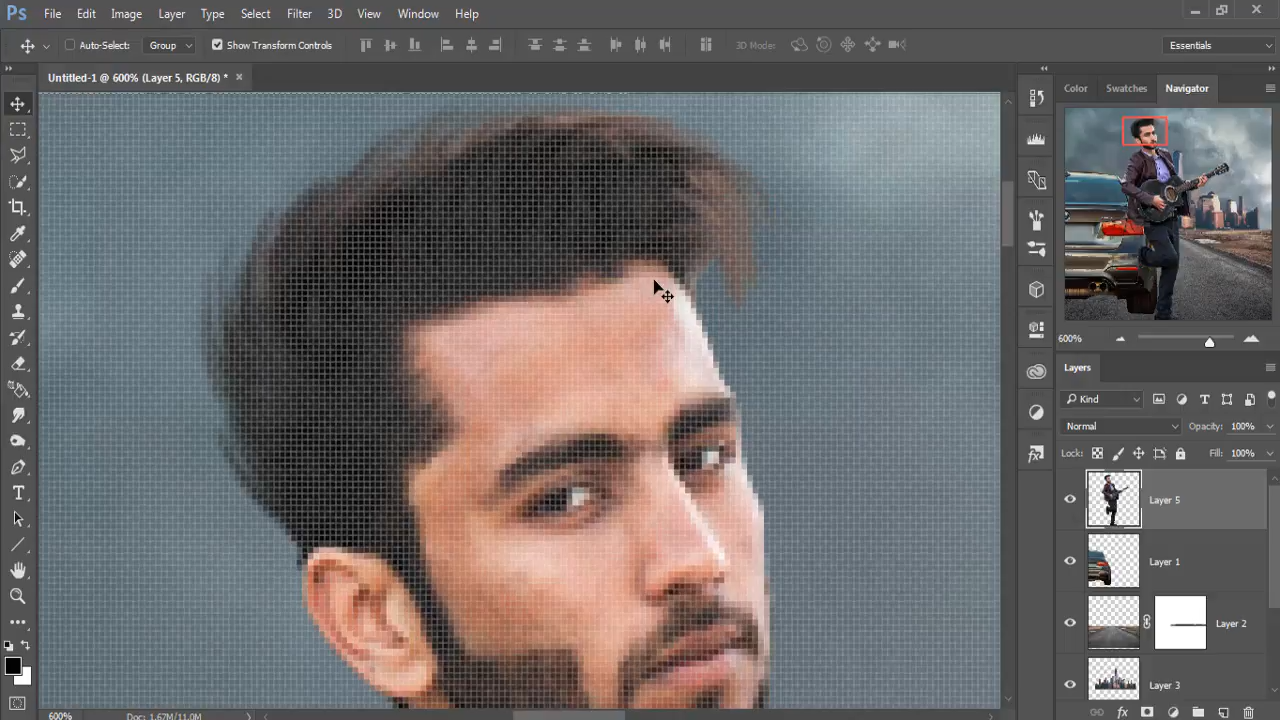 Ps File Edit Image Layer Type Select Filter 3D View Window Help
Auto-Select: Group Show Transform Controls 3D Mode: Essentials
Untitled-1 @ 600% (Layer 5, RGB/8) * ×
Color Swatches Navigator
600%
Layers
Kind
Normal Opacity: 100%
Lock: Fill: 100%
Layer 5
Layer 1
Layer 2
Layer 3
600% Doc: 1.67M/11.0M